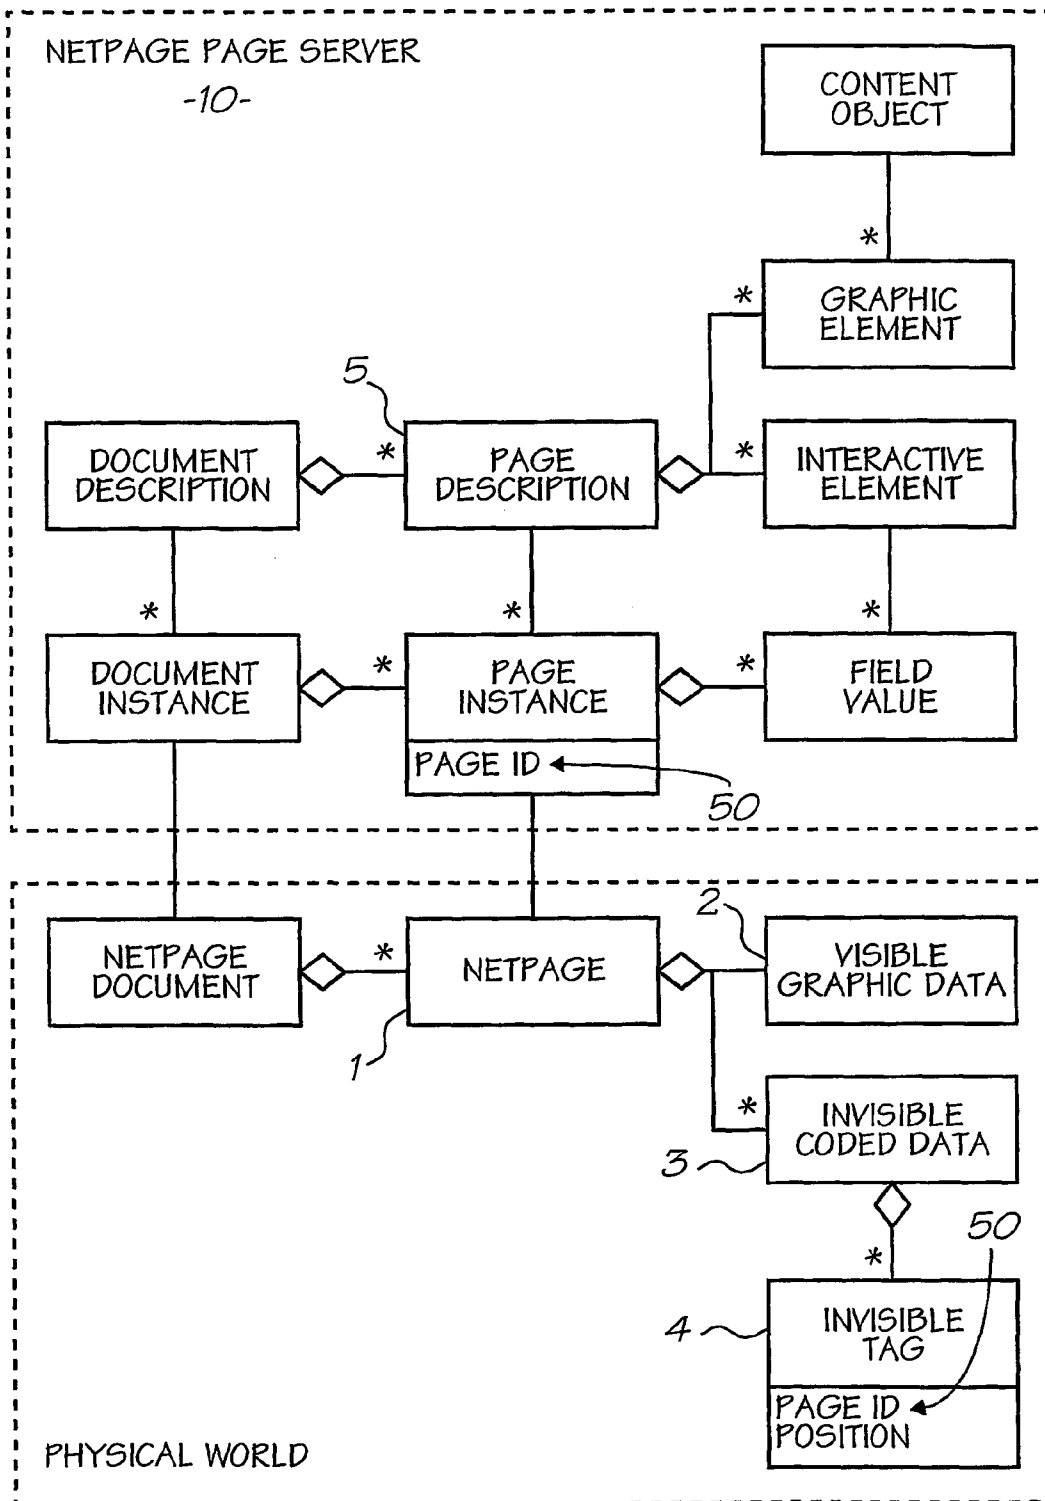 NETPAGE PAGE SERVER
-10-
CONTENT
OBJECT
*
GRAPHIC
ELEMENT
*
5
DOCUMENT
DESCRIPTION
*
PAGE
DESCRIPTION
*
INTERACTIVE
ELEMENT
*
*
*
DOCUMENT
INSTANCE
*
PAGE
INSTANCE
*
FIELD
VALUE
PAGE ID
50
2
NETPAGE
DOCUMENT
*
NETPAGE
VISIBLE
GRAPHIC DATA
1
*
INVISIBLE
CODED DATA
3
50
*
4
INVISIBLE
TAG
PAGE ID
POSITION
PHYSICAL WORLD